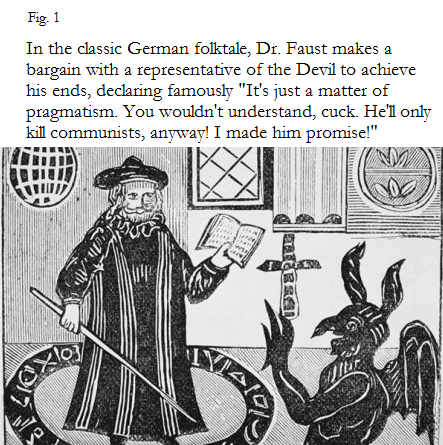 Fig. 1
In the classic German folktale, Dr. Faust makes a
bargain with a representative of the Devil to achieve
his ends, declaring famously "It's just a matter of
pragmatism. You wouldn't understand, cuck. He'll only
kill communists, anyway! I made him promise!"